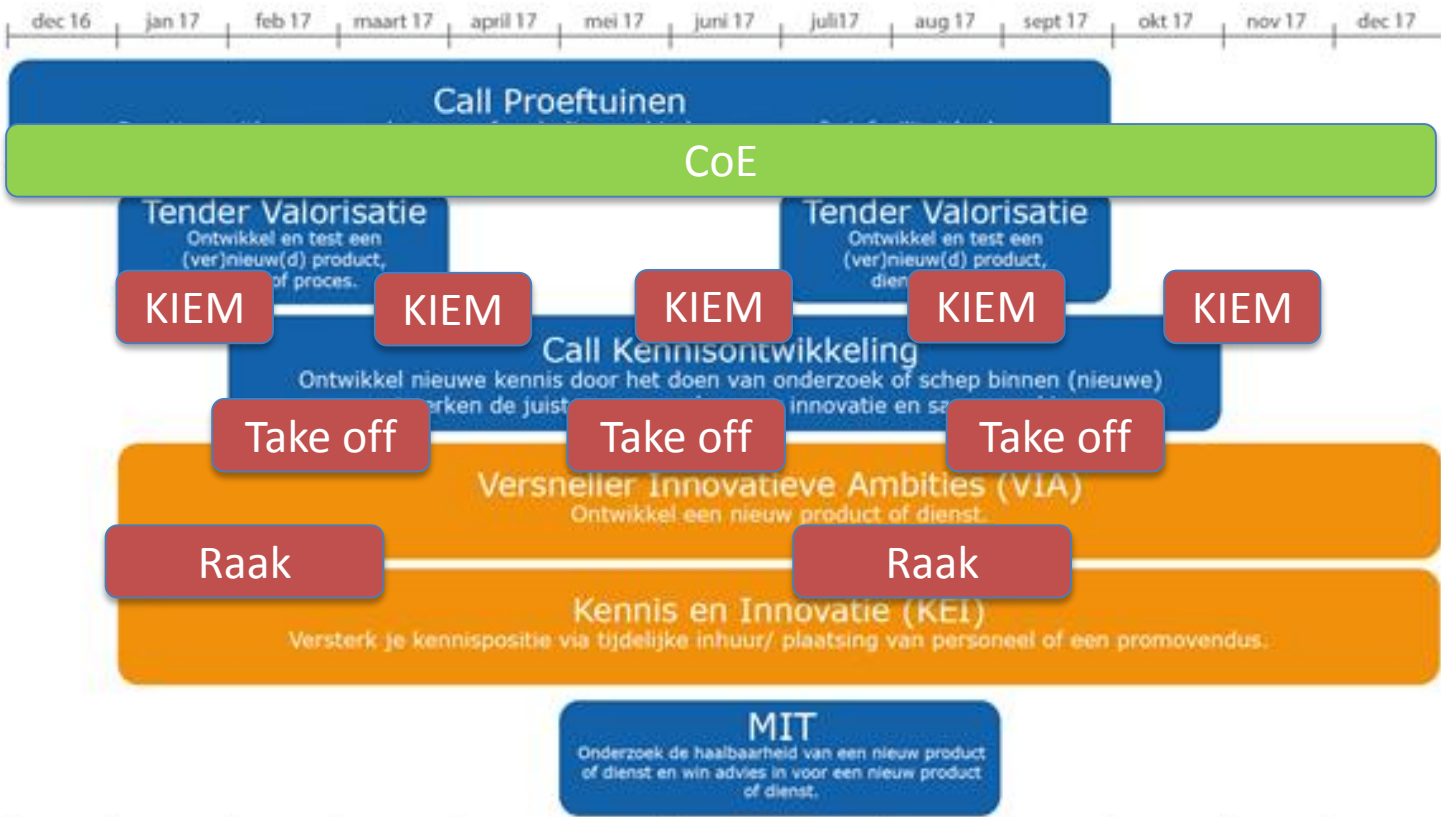 dec 16 jan 17 feb 17 maart 17 april 17 mei 17 juni 17 juli17 aug 17 sept 17 okt 17 nov 17 dec 17
Call Proeftuinen
CoE
Tender Valorisatie
Ontwikkel en test een
(ver)nieuw(d) product,
of proces.
Tender Valorisatie
Ontwikkel en test een
(ver)nieuw(d) product,
KIEM
KIEM
KIEM
KIEM
KIEM
Call Kennisontwikkeling
Ontwikkel nieuwe kennis door het doen van onderzoek of schep binnen (nieuwe)
innovatie en
Take off
Take off
Take off
Versneller Innovatieve Ambities (VIA)
Ontwikkel een nieuw product of dienst.
Raak
Raak
Kennis en Innovatie (KEI)
Versterk je kennispositie via tijdelijke inhuur/ plaatsing van personeel of een promovendus.
MIT
Onderzoek de haalbaarheid van een nieuw product
of dienst en win advies in voor een nieuw product
of dienst.